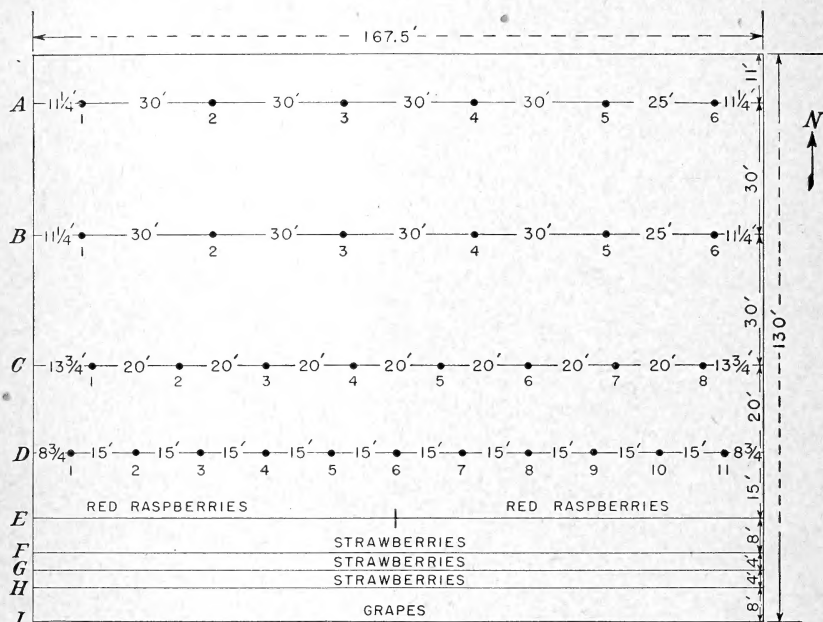 167.5'
A 11¼' 30' 30' 30' 30' 25' 11¼' 11'
1 2 3 4 5 6
N
30'
B 11¼' 30' 30' 30' 30' 25' 11¼'
1 2 3 4 5 6
30'
130'
C 13¾' 20' 20' 20' 20' 20' 20' 20' 13¾'
1 2 3 4 5 6 7 8
20'
D 8¾' 15' 15' 15' 15' 15' 15' 15' 15' 15' 15' 8¾
1 2 3 4 5 6 7 8 9 10 11
15'
RED RASPBERRIES RED RASPBERRIES
E
STRAWBERRIES 8'
F
STRAWBERRIES 4'
G
STRAWBERRIES 4'
H
GRAPES 8'
I